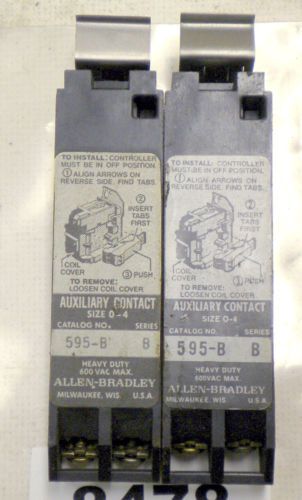 TO INSTALL: CONTROLLER
MUST BE IN OFF POSITION.
① ALIGN ARROWS ON
REVERSE SIDE. FIND TABS.
②
INSERT
TABS
FIRST
COIL
COVER
③ PUSH
TO REMOVE:
LOOSEN COIL COVER
AUXILIARY CONTACT
SIZE 0-4
CATALOG NO. SERIES
595-B B
HEAVY DUTY
600 VAC MAX.
ALLEN-BRADLEY
MILWAUKEE, WIS. U.S.A.
TO INSTALL: CONTROLLER
MUST BE IN OFF POSITION.
① ALIGN ARROWS ON
REVERSE SIDE. FIND TABS.
②
INSERT
TABS
FIRST
COIL
COVER
③ PUSH
TO REMOVE:
LOOSEN COIL COVER
AUXILIARY CONTACT
SIZE 0-4
CATALOG NO. SERIES
595-B B
HEAVY DUTY
600VAC MAX.
ALLEN-BRADLEY
MILWAUKEE, WIS. U.S.A.